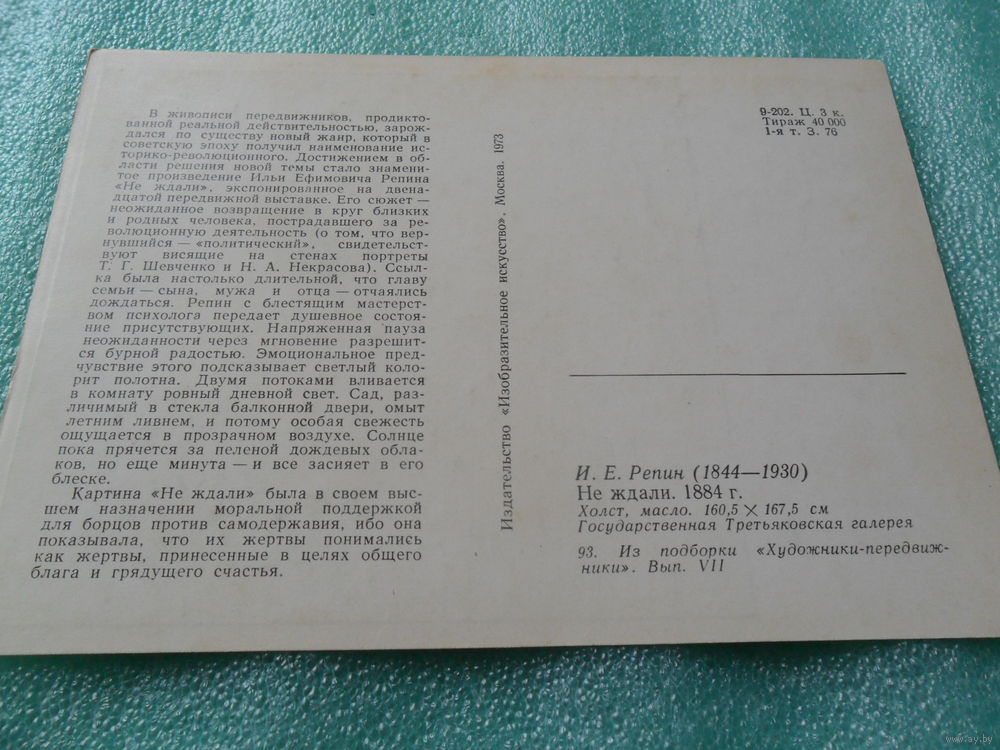 В живописи передвижников, продикто-
ванной реальной действительностью, зарож-
дался по существу новый жанр, который в
советскую эпоху получил наименование ис-
торико-революционного. Достижением в об-
ласти решения новой темы стало знамени-
тое произведение Ильи Ефимовича Репина
«Не ждали», экспонированное на двена-
дцатой передвижной выставке. Его сюжет —
неожиданное возвращение в круг близких
и родных человека, пострадавшего за ре-
волюционную деятельность (о том, что вер-
нувшийся — «политический», свидетельст-
вуют висящие на стенах портреты
Т. Г. Шевченко и Н. А. Некрасова). Ссыл-
ка была настолько длительной, что главу
семьи — сына, мужа и отца — отчаялись
дождаться. Репин с блестящим мастерст-
вом психолога передает душевное состоя-
ние присутствующих. Напряженная пауза
неожиданности через мгновение разрешит-
ся бурной радостью. Эмоциональное пред-
чувствие этого подсказывает светлый коло-
рит полотна. Двумя потоками вливается
в комнату ровный дневной свет. Сад, раз-
личимый в стекла балконной двери, омыт
летним ливнем, и потому особая свежесть
ощущается в прозрачном воздухе. Солнце
пока прячется за пеленой дождевых обла-
ков, но еще минута — и все засияет в его
блеске.
Картина «Не ждали» была в своем выс-
шем назначении моральной поддержкой
для борцов против самодержавия, ибо она
показывала, что их жертвы понимались
как жертвы, принесенные в целях общего
блага и грядущего счастья.
Издательство «Изобразительное искусство». Москва. 1973
9-202. Ц. 3 к.
Тираж 40 000
1-я т. З. 76
И. Е. Репин (1844—1930)
Не ждали. 1884 г.
Холст, масло. 160,5 × 167,5 см
Государственная Третьяковская галерея
93. Из подборки «Художники-передвиж-
ники». Вып. VII
www.ay.by